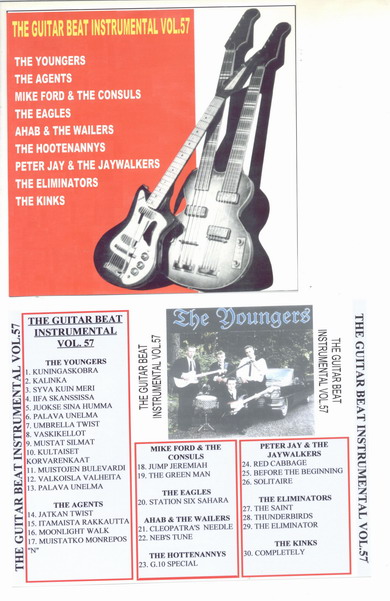 THE GUITAR BEAT INSTRUMENTAL VOL.57
THE YOUNGERS
THE AGENTS
MIKE FORD & THE CONSULS
THE EAGLES
AHAB & THE WAILERS
THE HOOTENANNYS
PETER JAY & THE JAYWALKERS
THE ELIMINATORS
THE KINKS
THE GUITAR BEAT INSTRUMENTAL VOL.57
THE GUITAR BEAT
INSTRUMENTAL
VOL. 57
THE YOUNGERS
1. KUNINGASKOBRA
2. KALINKA
3. SYVA KUIN MERI
4. IIFA SKANSSISSA
5. JUOKSE SINA HUMMA
6. PALAVA UNELMA
7. UMBRELLA TWIST
8. VASKIKELLOT
9. MUSTAT SILMAT
10. KULTAISET
KORVARENKAAT
11. MUISTOJEN BULEVARDI
12. VALKOISLA VALHEITA
13. PALAVA UNELMA
THE AGENTS
14. JATKAN TWIST
15. ITAMAISTA RAKKAUTTA
16. MOONLIGHT WALK
17. MUISTATKO MONREPOS
"N"
THE GUITAR BEAT
INSTRUMENTAL VOL.57
The Youngers
THE GUITAR BEAT
INSTRUMENTAL VOL.57
MIKE FORD & THE
CONSULS
18. JUMP JEREMIAH
19. THE GREEN MAN
THE EAGLES
20. STATION SIX SAHARA
AHAB & THE WAILERS
21. CLEOPATRA'S NEEDLE
22. NEB'S TUNE
THE HOTTENANNYS
23. G.10 SPECIAL
PETER JAY & THE
JAYWALKERS
24. RED CABBAGE
25. BEFORE THE BEGINNING
26. SOLITAIRE
THE ELIMINATORS
27. THE SAINT
28. THUNDERBIRDS
29. THE ELIMINATOR
THE KINKS
30. COMPLETELY
THE GUITAR BEAT INSTRUMENTAL VOL.57